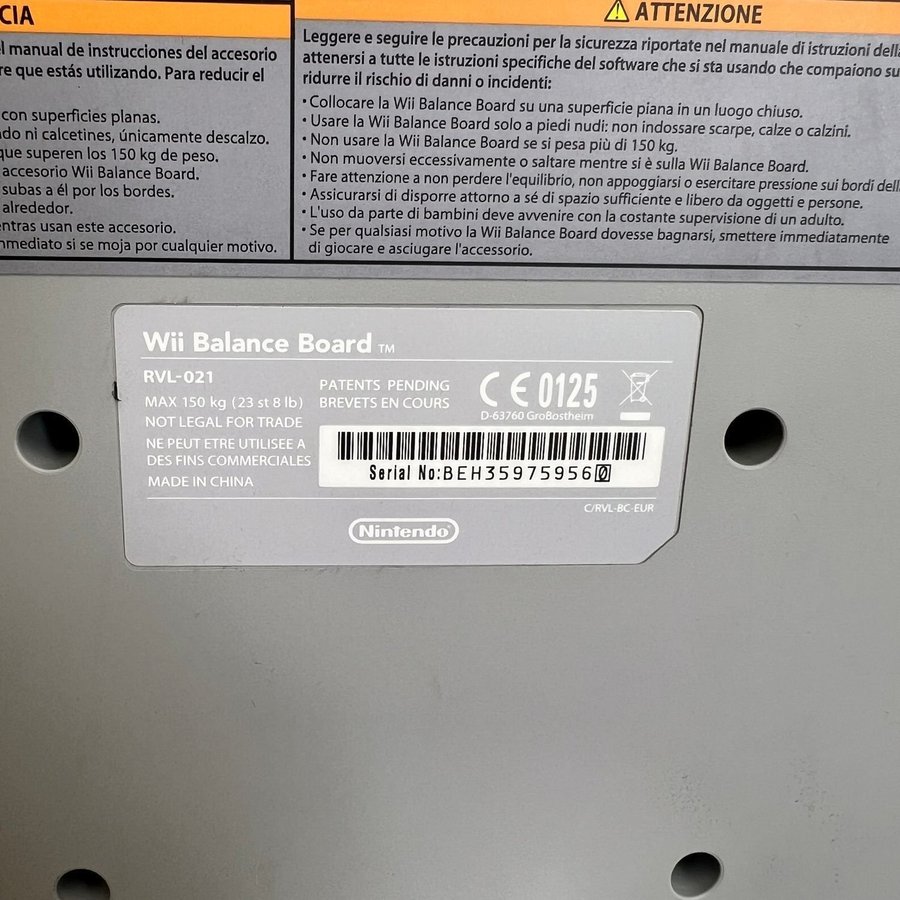 CIA
el manual de instrucciones del accesorio
re que estás utilizando. Para reducir el
con superficies planas.
do ni calcetines, únicamente descalzo.
que superen los 150 kg de peso.
accesorio Wii Balance Board.
subas a él por los bordes.
alrededor.
entras usan este accesorio.
nmediato si se moja por cualquier motivo.
ATTENZIONE
Leggere e seguire le precauzioni per la sicurezza riportate nel manuale di istruzioni della
attenersi a tutte le istruzioni specifiche del software che si sta usando che compaiono su
ridurre il rischio di danni o incidenti:
• Collocare la Wii Balance Board su una superficie piana in un luogo chiuso.
• Usare la Wii Balance Board solo a piedi nudi: non indossare scarpe, calze o calzini.
• Non usare la Wii Balance Board se si pesa più di 150 kg.
• Non muoversi eccessivamente o saltare mentre si è sulla Wii Balance Board.
• Fare attenzione a non perdere l'equilibrio, non appoggiarsi o esercitare pressione sui bordi dell
• Assicurarsi di disporre attorno a sé di spazio sufficiente e libero da oggetti e persone.
• L'uso da parte di bambini deve avvenire con la costante supervisione di un adulto.
• Se per qualsiasi motivo la Wii Balance Board dovesse bagnarsi, smettere immediatamente
di giocare e asciugare l'accessorio.
Wii Balance Board TM
RVL-021
MAX 150 kg (23 st 8 lb)
NOT LEGAL FOR TRADE
NE PEUT ETRE UTILISEE A
DES FINS COMMERCIALES
MADE IN CHINA
PATENTS PENDING
BREVETS EN COURS
CE 0125
D-63760 Großostheim
Serial No:BEH359759560
C/RVL-BC-EUR
Nintendo